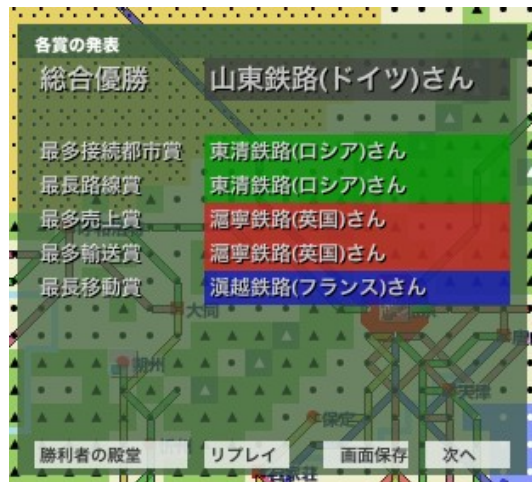 各賞の発表
総合優勝 山東鉄路(ドイツ)さん
最多接続都市賞 東清鉄路(ロシア)さん
最長路線賞 東清鉄路(ロシア)さん
最多売上賞 滬寧鉄路(英国)さん
最多輸送賞 滬寧鉄路(英国)さん
最長移動賞 滇越鉄路(フランス)さん
大同
朔州
天津
保定
勝利者の殿堂 リプレイ 画面保存 次へ